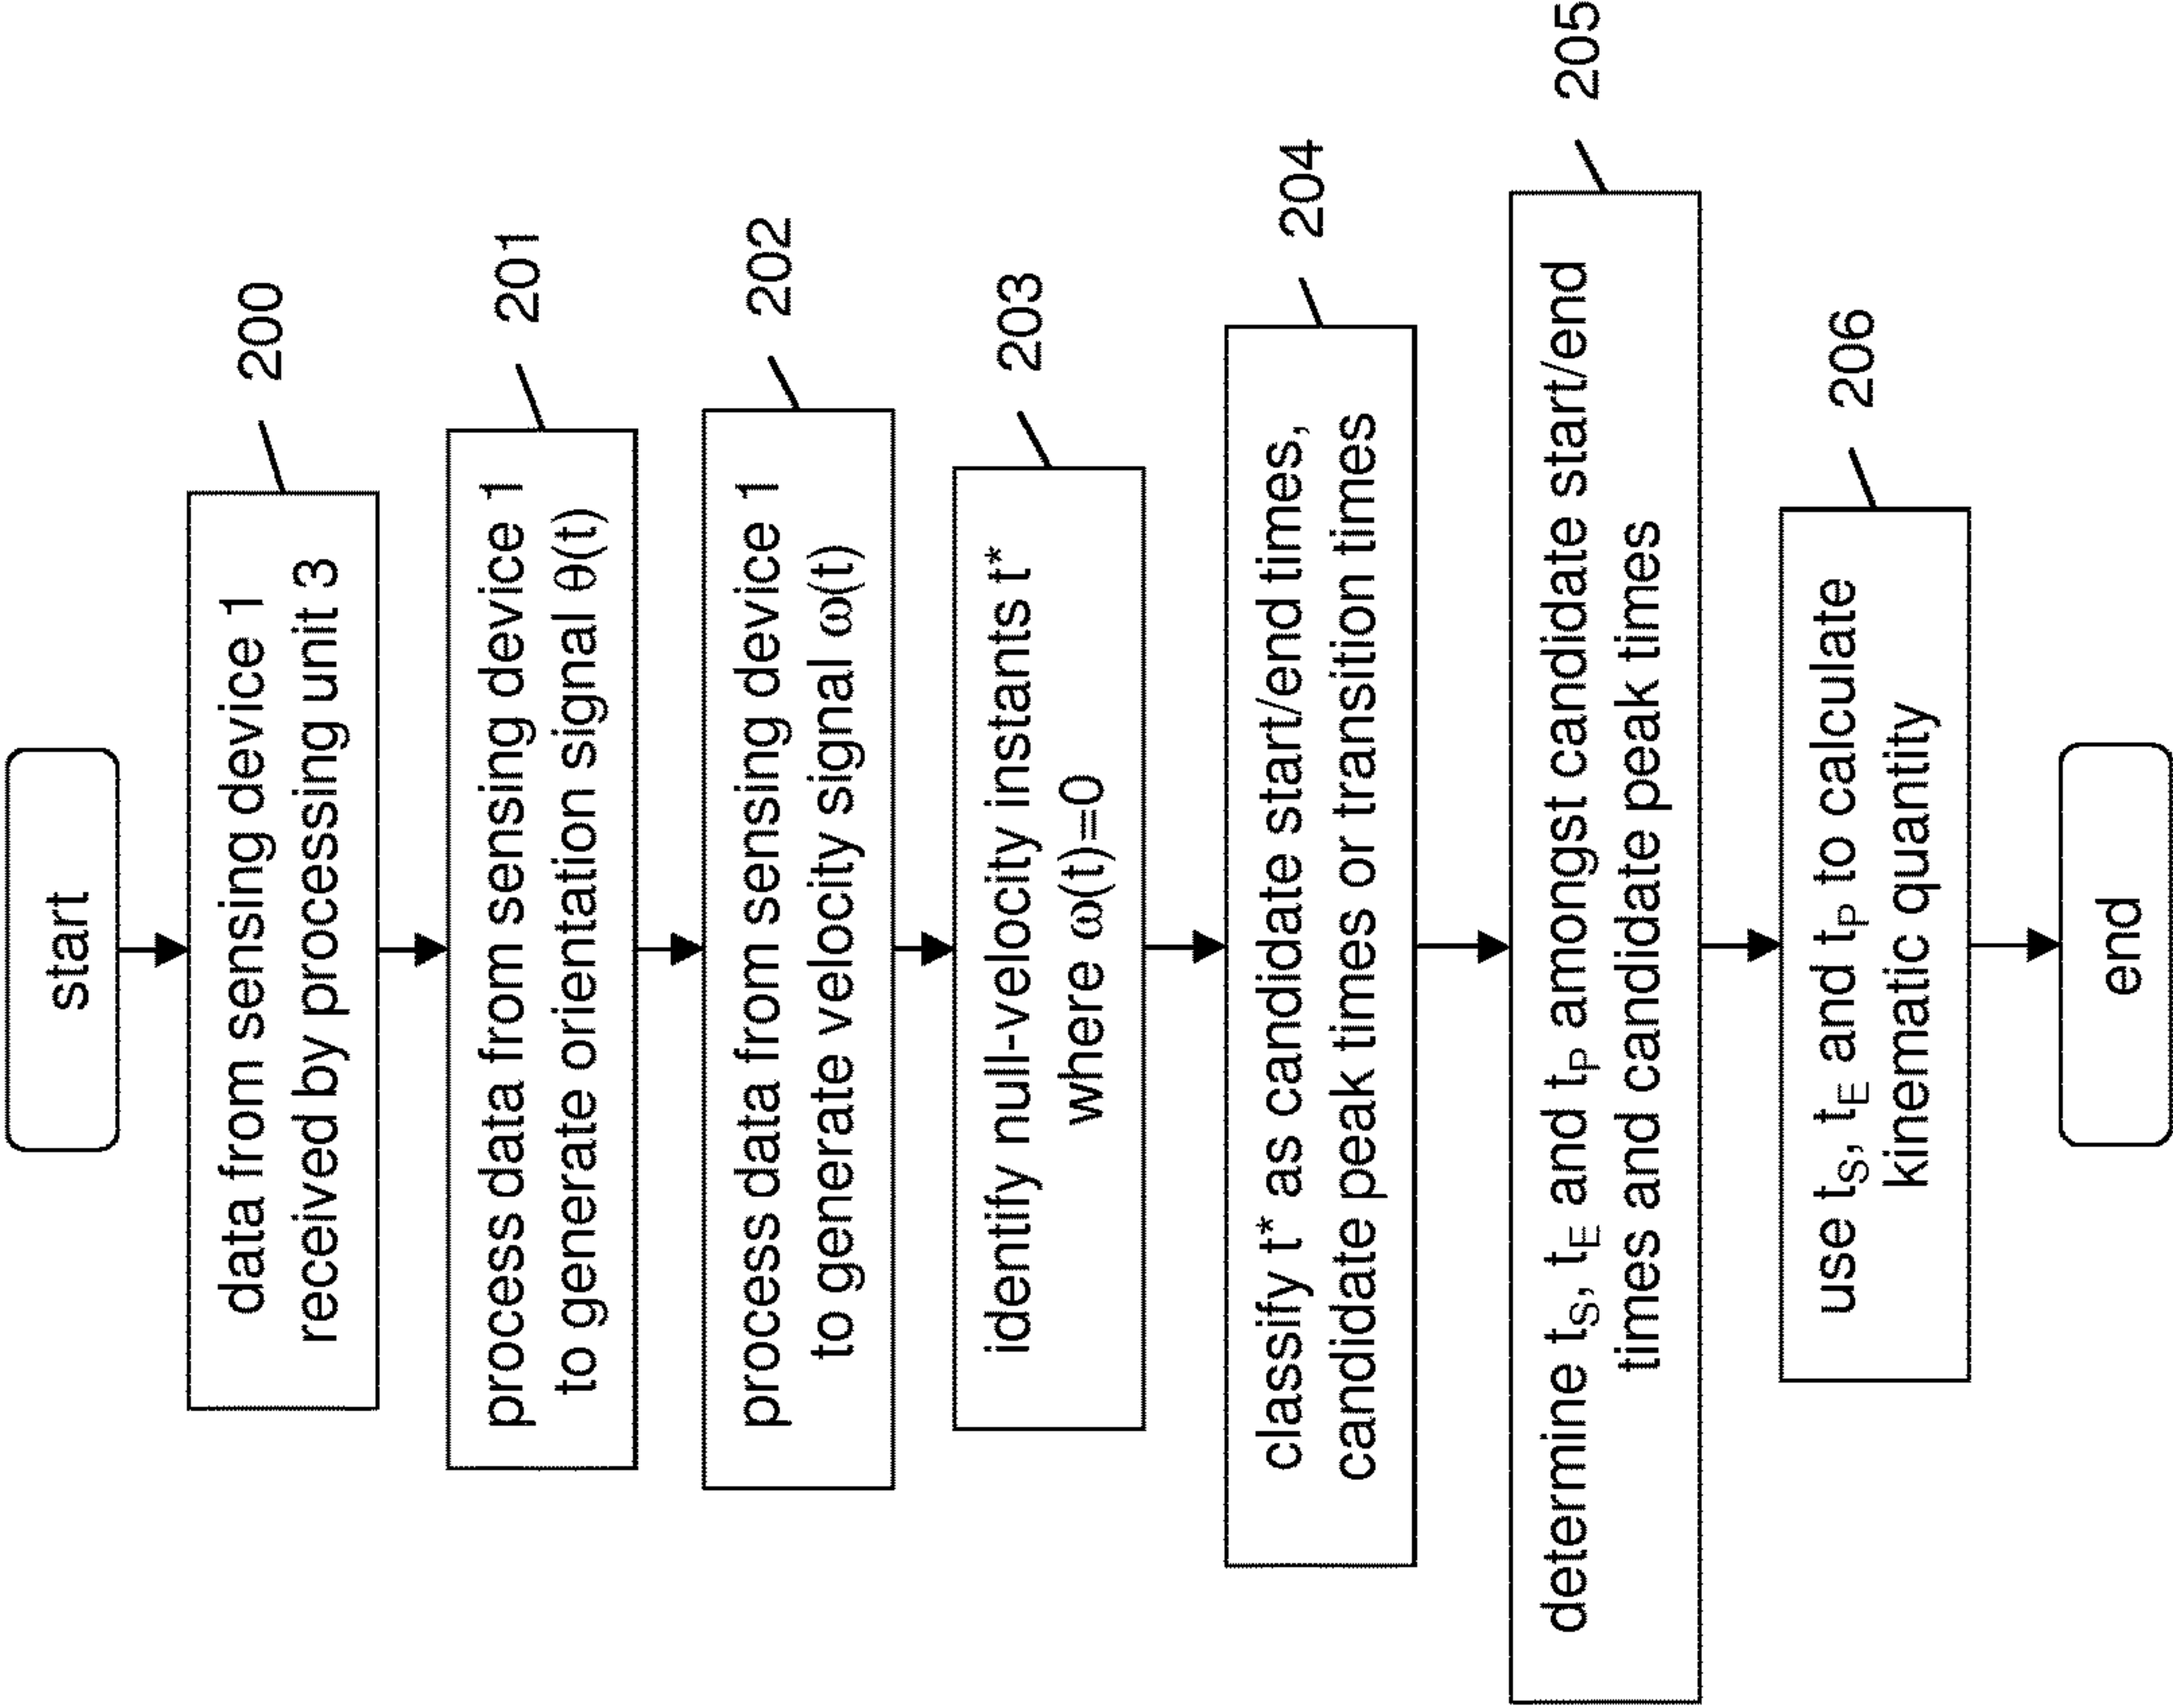 start
200
data from sensing device 1
received by processing unit 3
201
process data from sensing device 1
to generate orientation signal θ(t)
202
process data from sensing device 1
to generate velocity signal ω(t)
203
identify null-velocity instants t*
where ω(t)=0
204
classify t* as candidate start/end times,
candidate peak times or transition times
205
determine tS, tE and tP amongst candidate start/end
times and candidate peak times
206
use tS, tE and tP to calculate
kinematic quantity
end